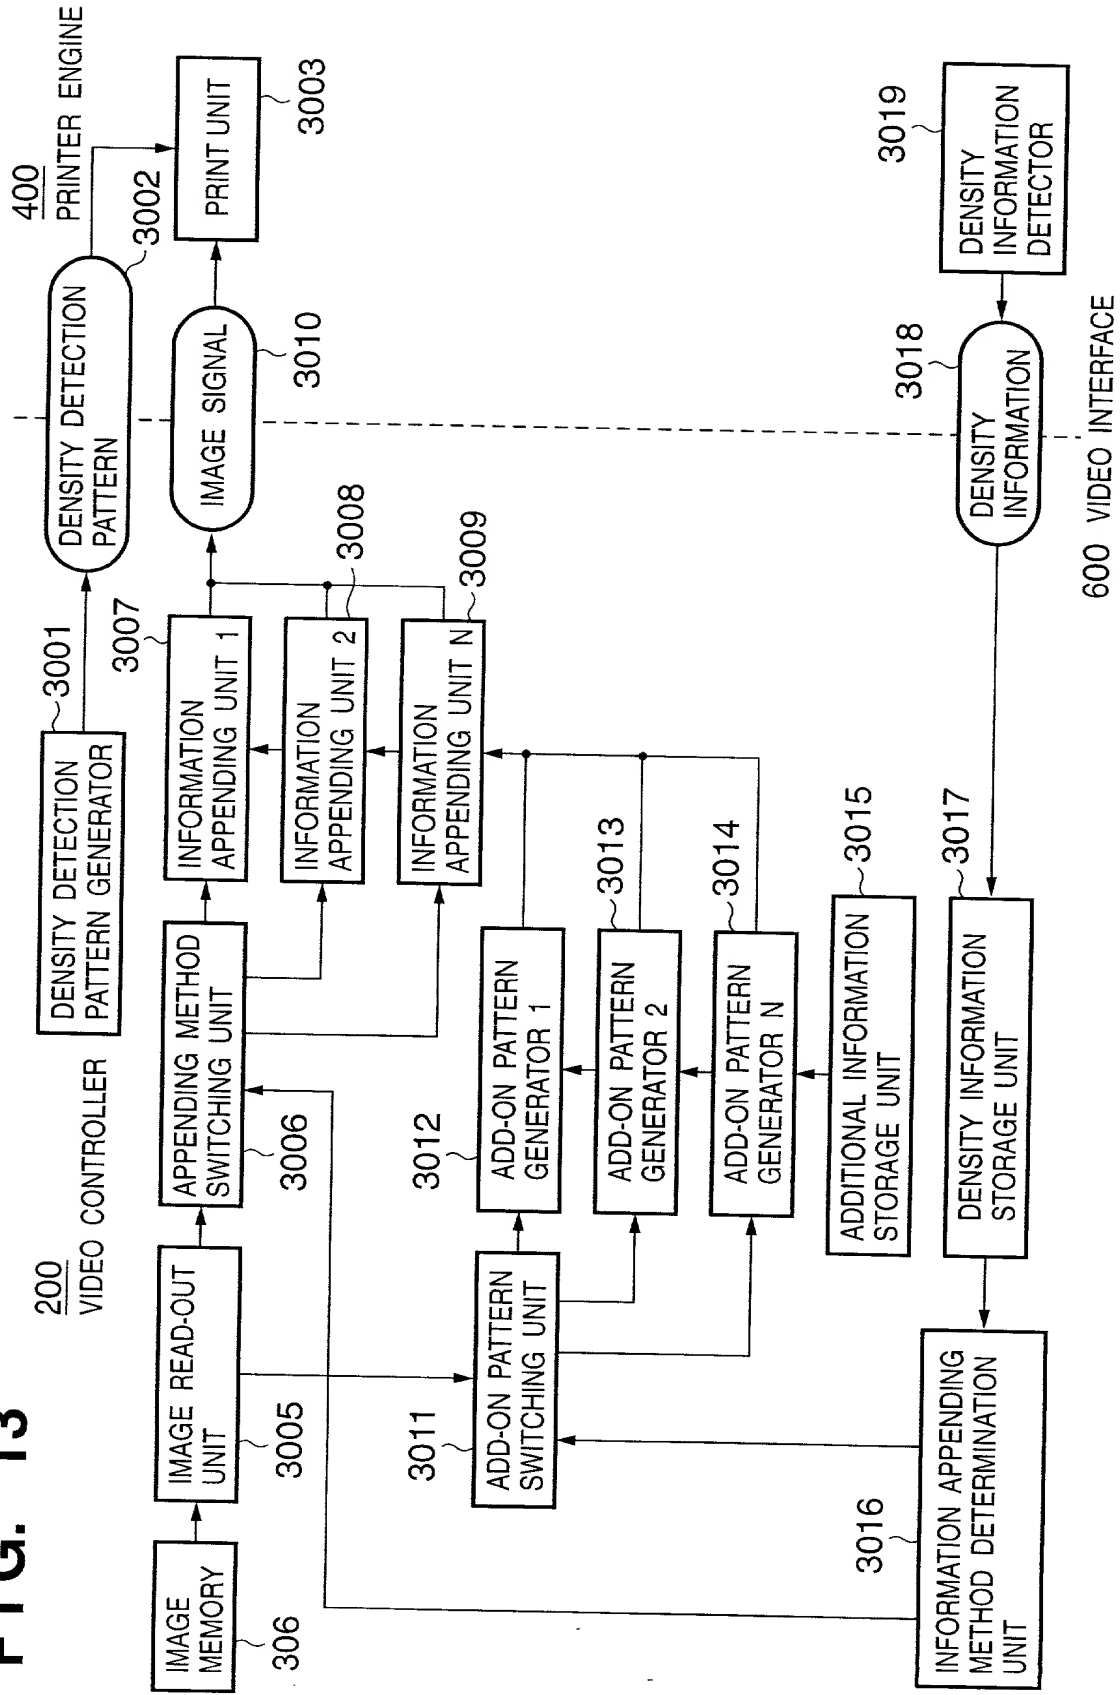 FIG. 13
200
VIDEO CONTROLLER
400
PRINTER ENGINE
DENSITY DETECTION
PATTERN GENERATOR
3001
DENSITY DETECTION
PATTERN
3002
IMAGE
MEMORY
306
IMAGE READ-OUT
UNIT
3005
APPENDING METHOD
SWITCHING UNIT
3006
INFORMATION
APPENDING UNIT 1
3007
IMAGE SIGNAL
3010
PRINT UNIT
3003
INFORMATION
APPENDING UNIT 2
3008
INFORMATION
APPENDING UNIT N
3009
ADD-ON PATTERN
SWITCHING UNIT
3011
ADD-ON PATTERN
GENERATOR 1
3012
ADD-ON PATTERN
GENERATOR 2
3013
ADD-ON PATTERN
GENERATOR N
3014
ADDITIONAL INFORMATION
STORAGE UNIT
3015
INFORMATION APPENDING
METHOD DETERMINATION
UNIT
3016
DENSITY INFORMATION
STORAGE UNIT
3017
DENSITY
INFORMATION
3018
DENSITY
INFORMATION
DETECTOR
3019
600 VIDEO INTERFACE